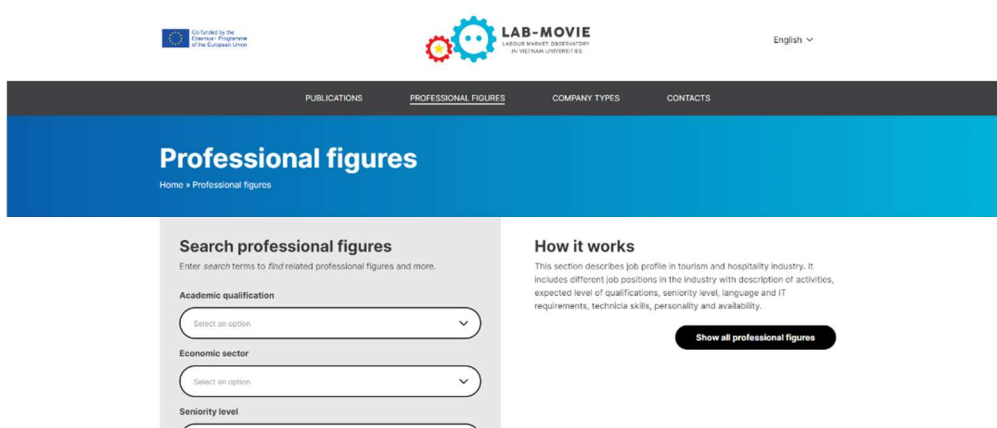 Co-funded by the
Erasmus+ Programme
of the European Union
LAB-MOVIE
LABOUR MARKET OBSERVATORY
IN VIETNAM UNIVERSITIES
English
PUBLICATIONS
PROFESSIONAL FIGURES
COMPANY TYPES
CONTACTS
Professional figures
Home » Professional figures
Search professional figures
Enter search terms to find related professional figures and more.
Academic qualification
Select an option
Economic sector
Select an option
Seniority level
How it works
This section describes job profile in tourism and hospitality industry. It
includes different job positions in the industry with description of activities,
expected level of qualifications, seniority level, language and IT
requirements, technicla skills, personality and availability.
Show all professional figures